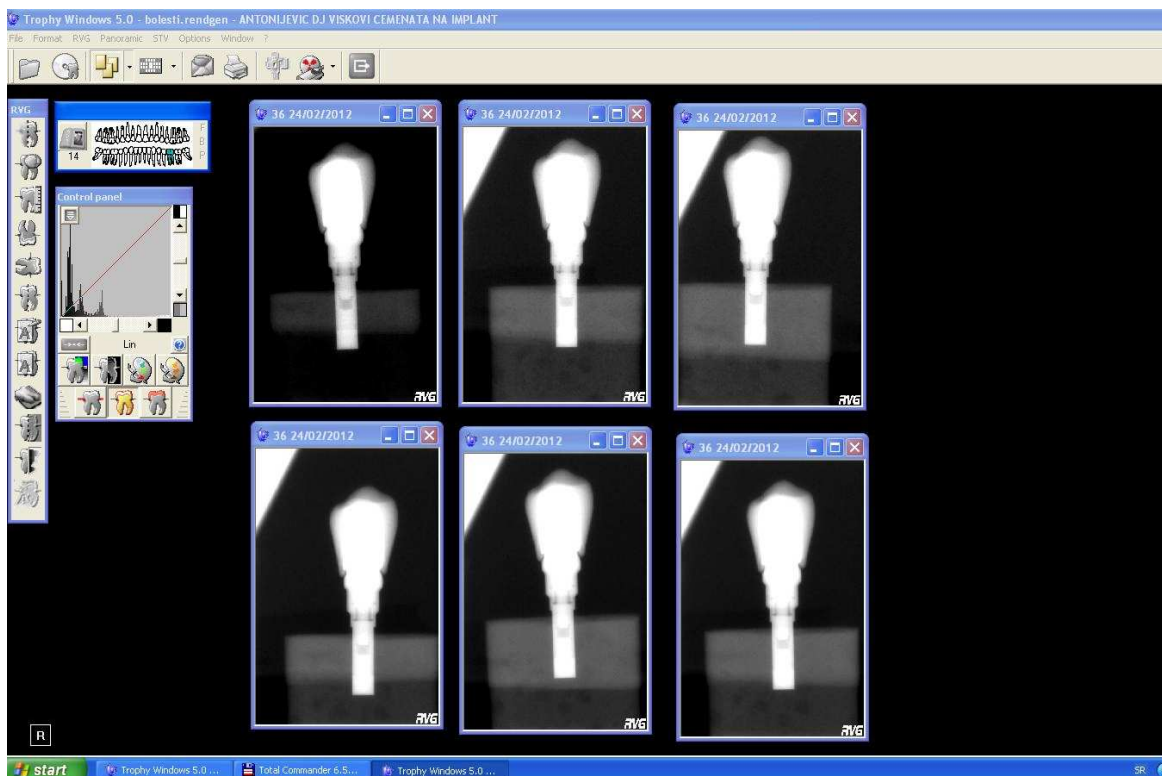 Trophy Windows 5.0 - bolesti.rendgen - ANTONIJEVIC DJ VISKOVI CEMENATA NA IMPLANT
File Format RVG Panoramic STV Options Window ?
RVG
14
F
B
P
Control panel
Lin
36 24/02/2012
RVG
36 24/02/2012
RVG
36 24/02/2012
RVG
36 24/02/2012
RVG
36 24/02/2012
RVG
36 24/02/2012
RVG
R
start
Trophy Windows 5.0 ...
Total Commander 6.5...
Trophy Windows 5.0 ...
SR